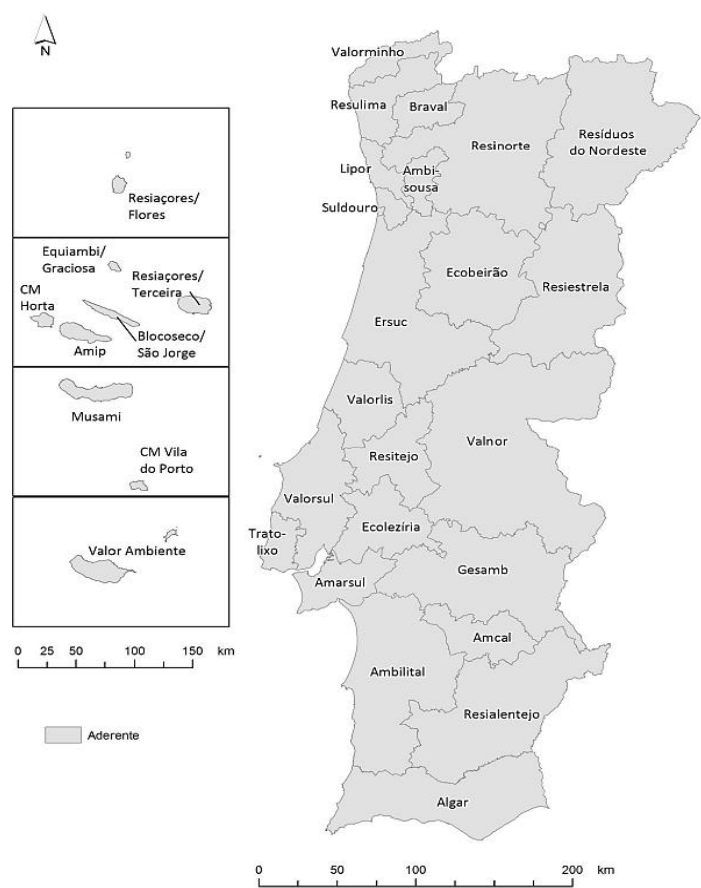 N
Resiaçores/
Flores
Equiambi/
Graciosa
Resiaçores/
Terceira
CM
Horta
Blocoseco/
São Jorge
Amip
Musami
CM Vila
do Porto
Valor Ambiente
0 25 50 100 150 km
Aderente
Valorminho
Resulima
Braval
Resinorte
Resíduos
do Nordeste
Lipor
Ambi-
sousa
Suldouro
Ecobeirão
Resiestrela
Ersuc
Valorlis
Resitejo
Valnor
Valorsul
Ecolezíria
Trato-
lixo
Amarsul
Gesamb
Amcal
Ambilital
Resialentejo
Algar
0 50 100 200 km